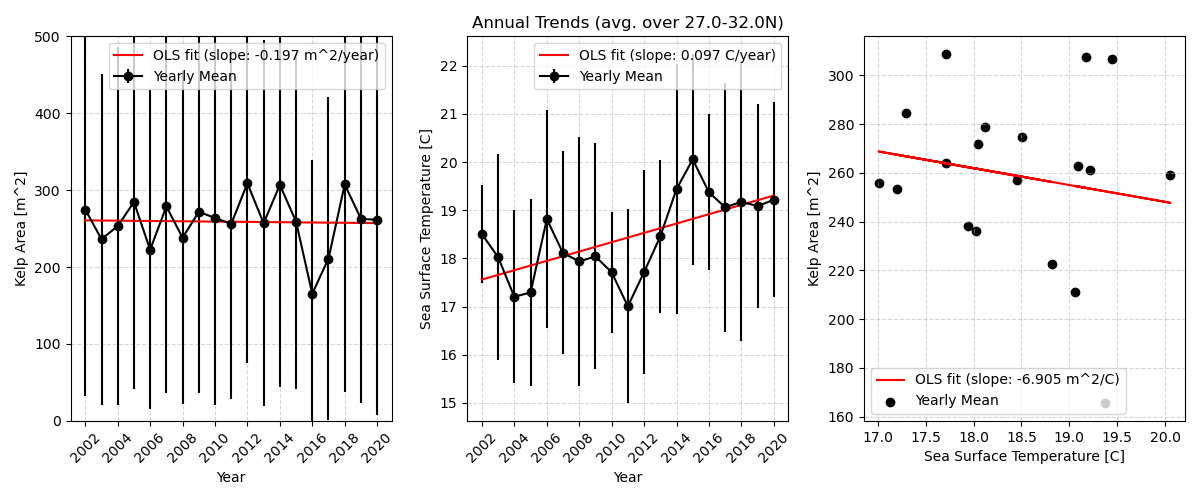 Annual Trends (avg. over 27.0-32.0N)
OLS fit (slope: -0.197 m^2/year)
Yearly Mean
Kelp Area [m^2]
500
400
300
200
100
0
2002 2004 2006 2008 2010 2012 2014 2016 2018 2020
Year
OLS fit (slope: 0.097 C/year)
Yearly Mean
Sea Surface Temperature [C]
22
21
20
19
18
17
16
15
2002 2004 2006 2008 2010 2012 2014 2016 2018 2020
Year
Kelp Area [m^2]
300
280
260
240
220
200
180
160
OLS fit (slope: -6.905 m^2/C)
Yearly Mean
17.0 17.5 18.0 18.5 19.0 19.5 20.0
Sea Surface Temperature [C]